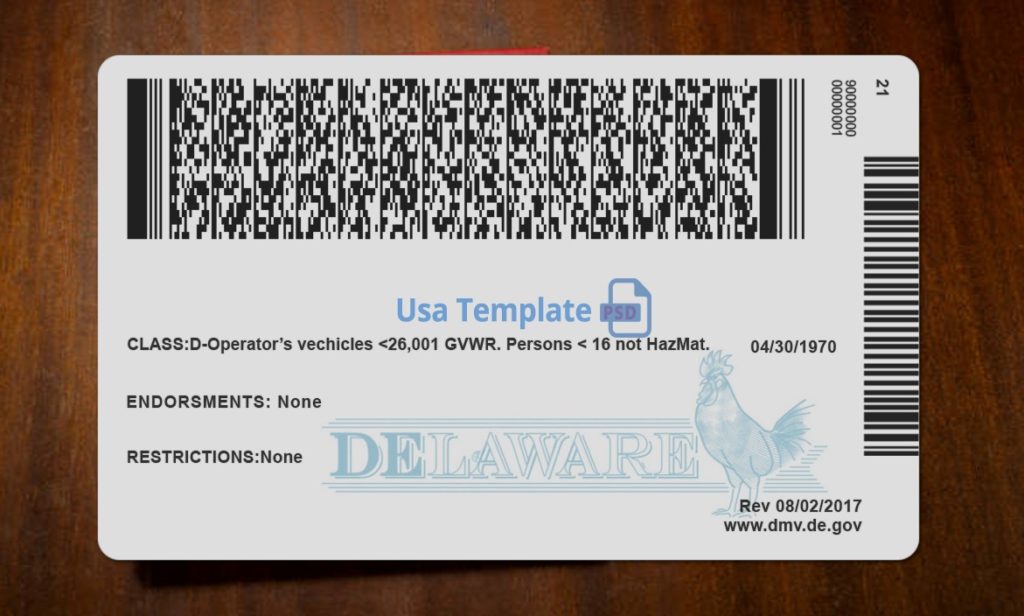 21
90000000
00000001
Usa Template PSD
CLASS:D-Operator’s vechicles <26,001 GVWR. Persons < 16 not HazMat. 04/30/1970
ENDORSMENTS: None
DELAWARE
RESTRICTIONS:None
Rev 08/02/2017
www.dmv.de.gov